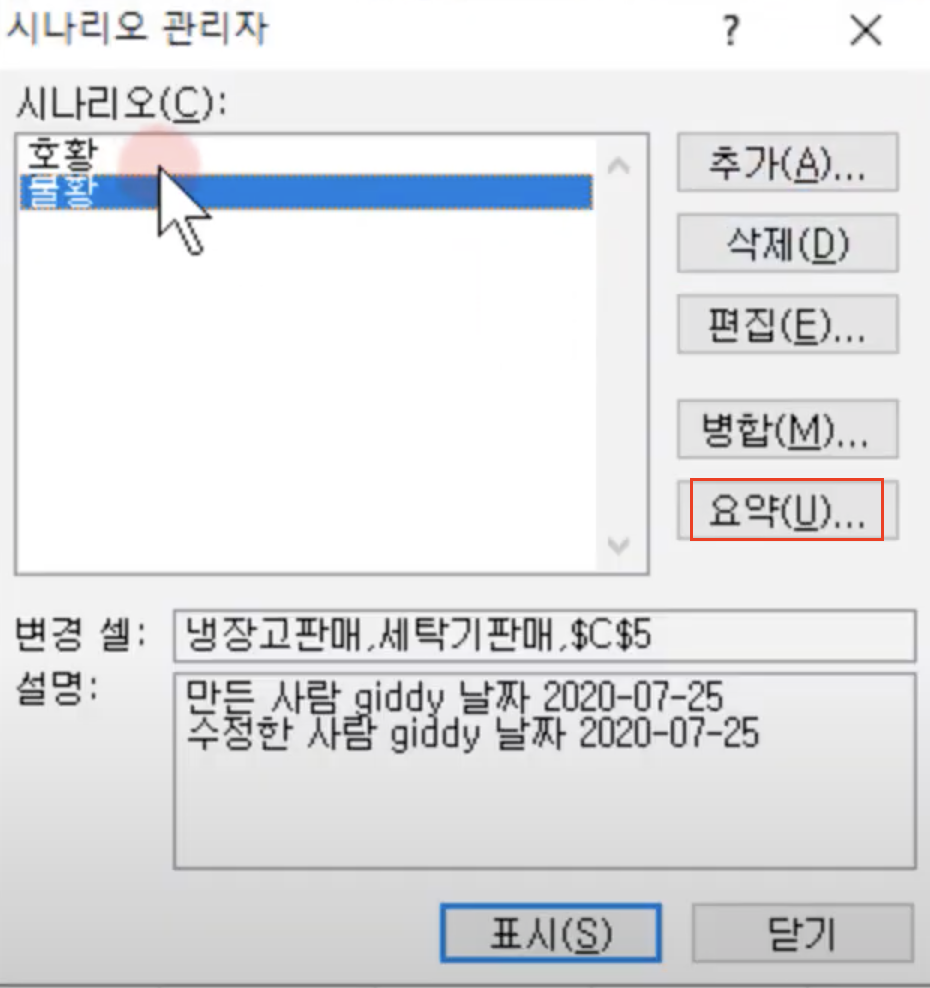 시나리오 관리자
?
시나리오(C):
호황
불황
추가(A)...
삭제(D)
편집(E)...
병합(M)...
요약(U)...
변경 셀: 냉장고판매,세탁기판매,$C$5
설명: 만든 사람 giddy 날짜 2020-07-25
수정한 사람 giddy 날짜 2020-07-25
표시(S) 닫기